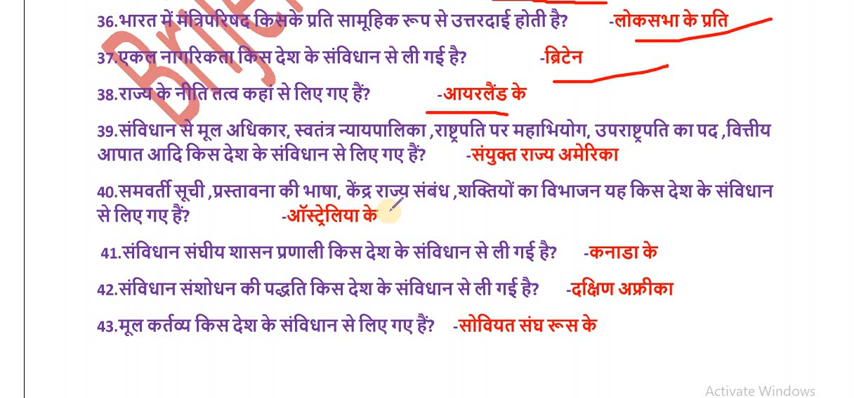 36.भारत में मंत्रिपरिषद किसके प्रति सामूहिक रूप से उत्तरदाई होती है? -लोकसभा के प्रति
37.एकल नागरिकता किस देश के संविधान से ली गई है? -ब्रिटेन
38.राज्य के नीति तत्व कहां से लिए गए हैं? -आयरलैंड के
39.संविधान से मूल अधिकार, स्वतंत्र न्यायपालिका ,राष्ट्रपति पर महाभियोग, उपराष्ट्रपति का पद ,वित्तीय
आपात आदि किस देश के संविधान से लिए गए हैं? -संयुक्त राज्य अमेरिका
40.समवर्ती सूची ,प्रस्तावना की भाषा, केंद्र राज्य संबंध ,शक्तियों का विभाजन यह किस देश के संविधान
से लिए गए हैं? -ऑस्ट्रेलिया के
41.संविधान संघीय शासन प्रणाली किस देश के संविधान से ली गई है? -कनाडा के
42.संविधान संशोधन की पद्धति किस देश के संविधान से ली गई है? -दक्षिण अफ्रीका
43.मूल कर्तव्य किस देश के संविधान से लिए गए हैं? -सोवियत संघ रूस के
Activate Windows